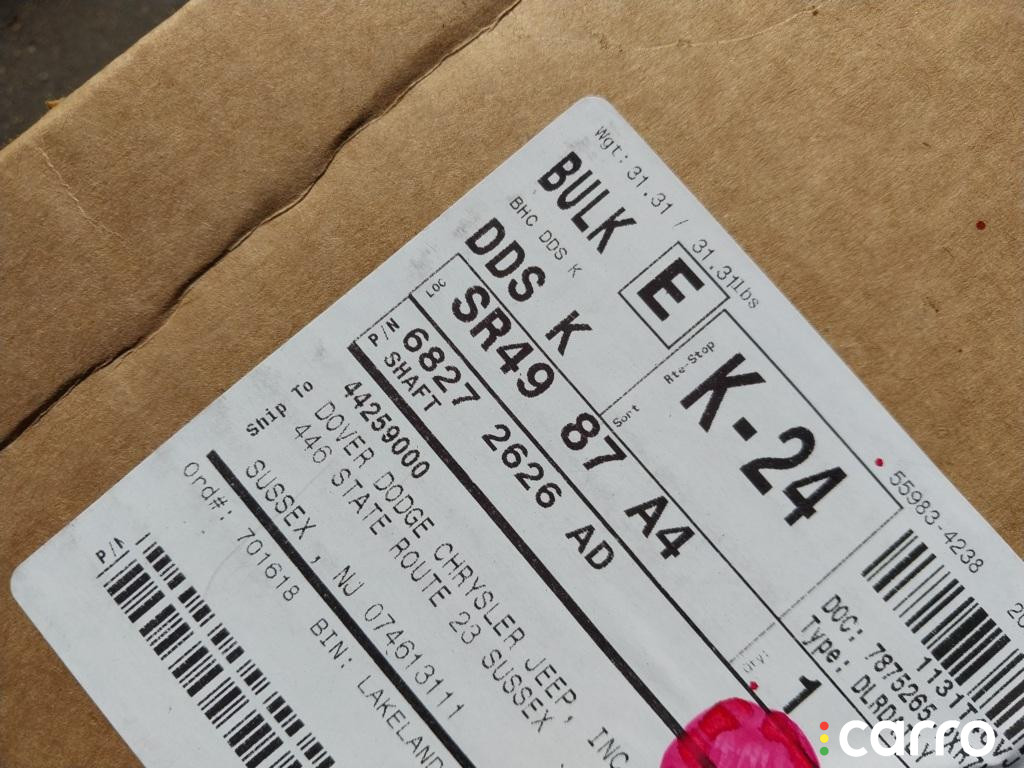 Wgt: 31.31 / 31.31lbs
BULK
E
BHC DDS K
DDS K
Rte-Stop
K-24
LOC
SR49 87 A4
Sort
P/N
6827 2626 AD
SHAFT
Qty:
1
55983-4238
44259000
Ship To
DOVER DODGE CHRYSLER JEEP, INC
446 STATE ROUTE 23 SUSSEX
SUSSEX , NJ 074613111
Ord#: 701618 BIN: LAKELAND
P/N
DOC: 7875265
Type:
carro